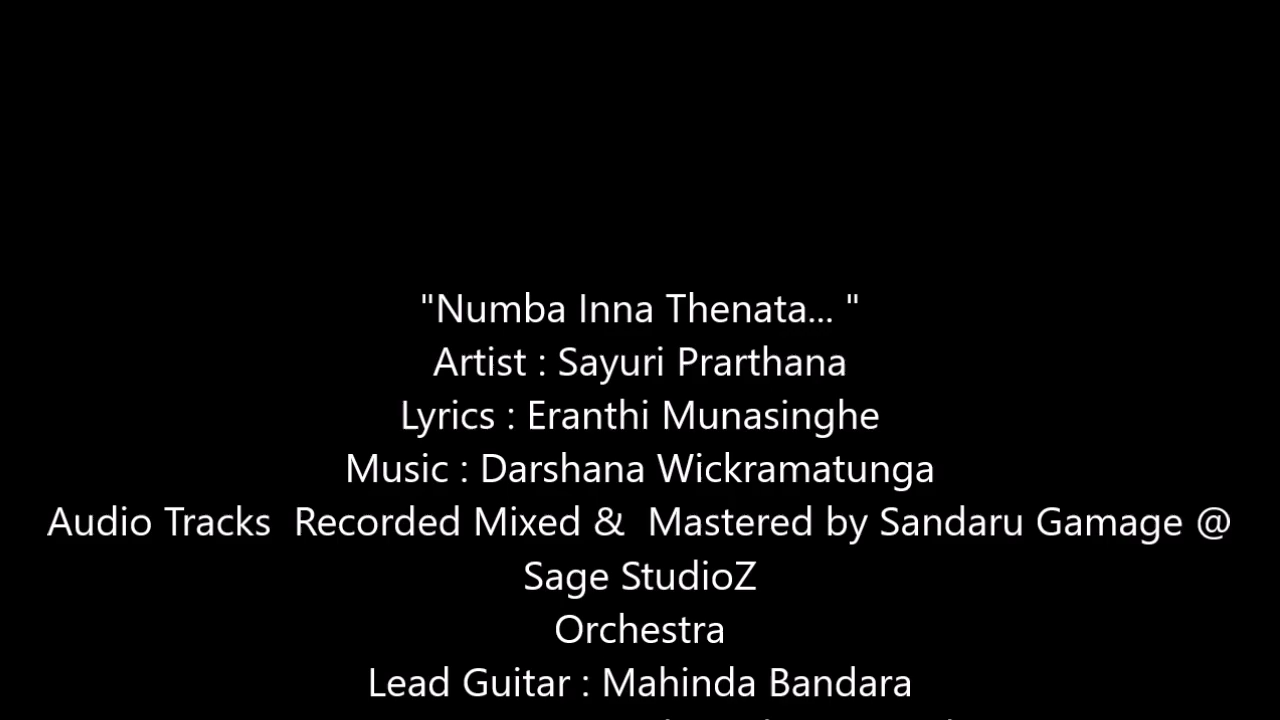 "Numba Inna Thenata... "
Artist : Sayuri Prarthana
Lyrics : Eranthi Munasinghe
Music : Darshana Wickramatunga
Audio Tracks  Recorded Mixed &  Mastered by Sandaru Gamage @
Sage StudioZ
Orchestra
Lead Guitar : Mahinda Bandara